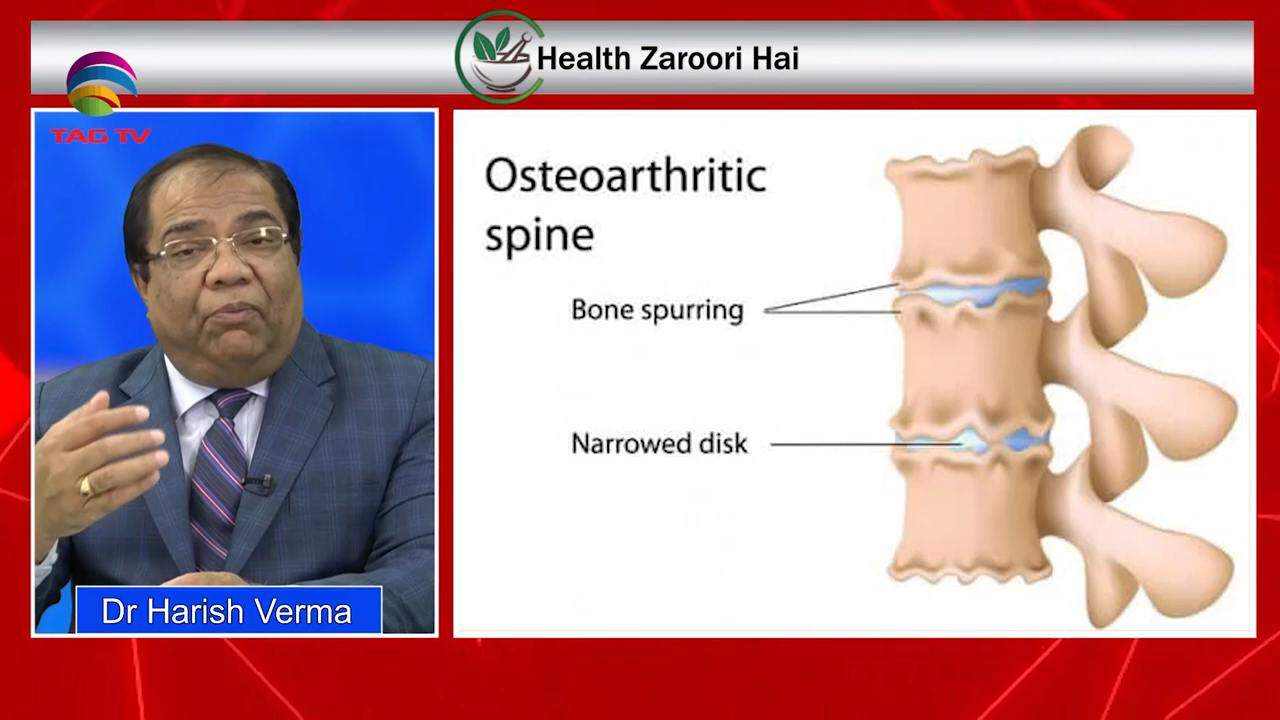 Health Zaroori Hai
TAG TV
Osteoarthritic
spine
Bone spurring
Narrowed disk
Dr Harish Verma